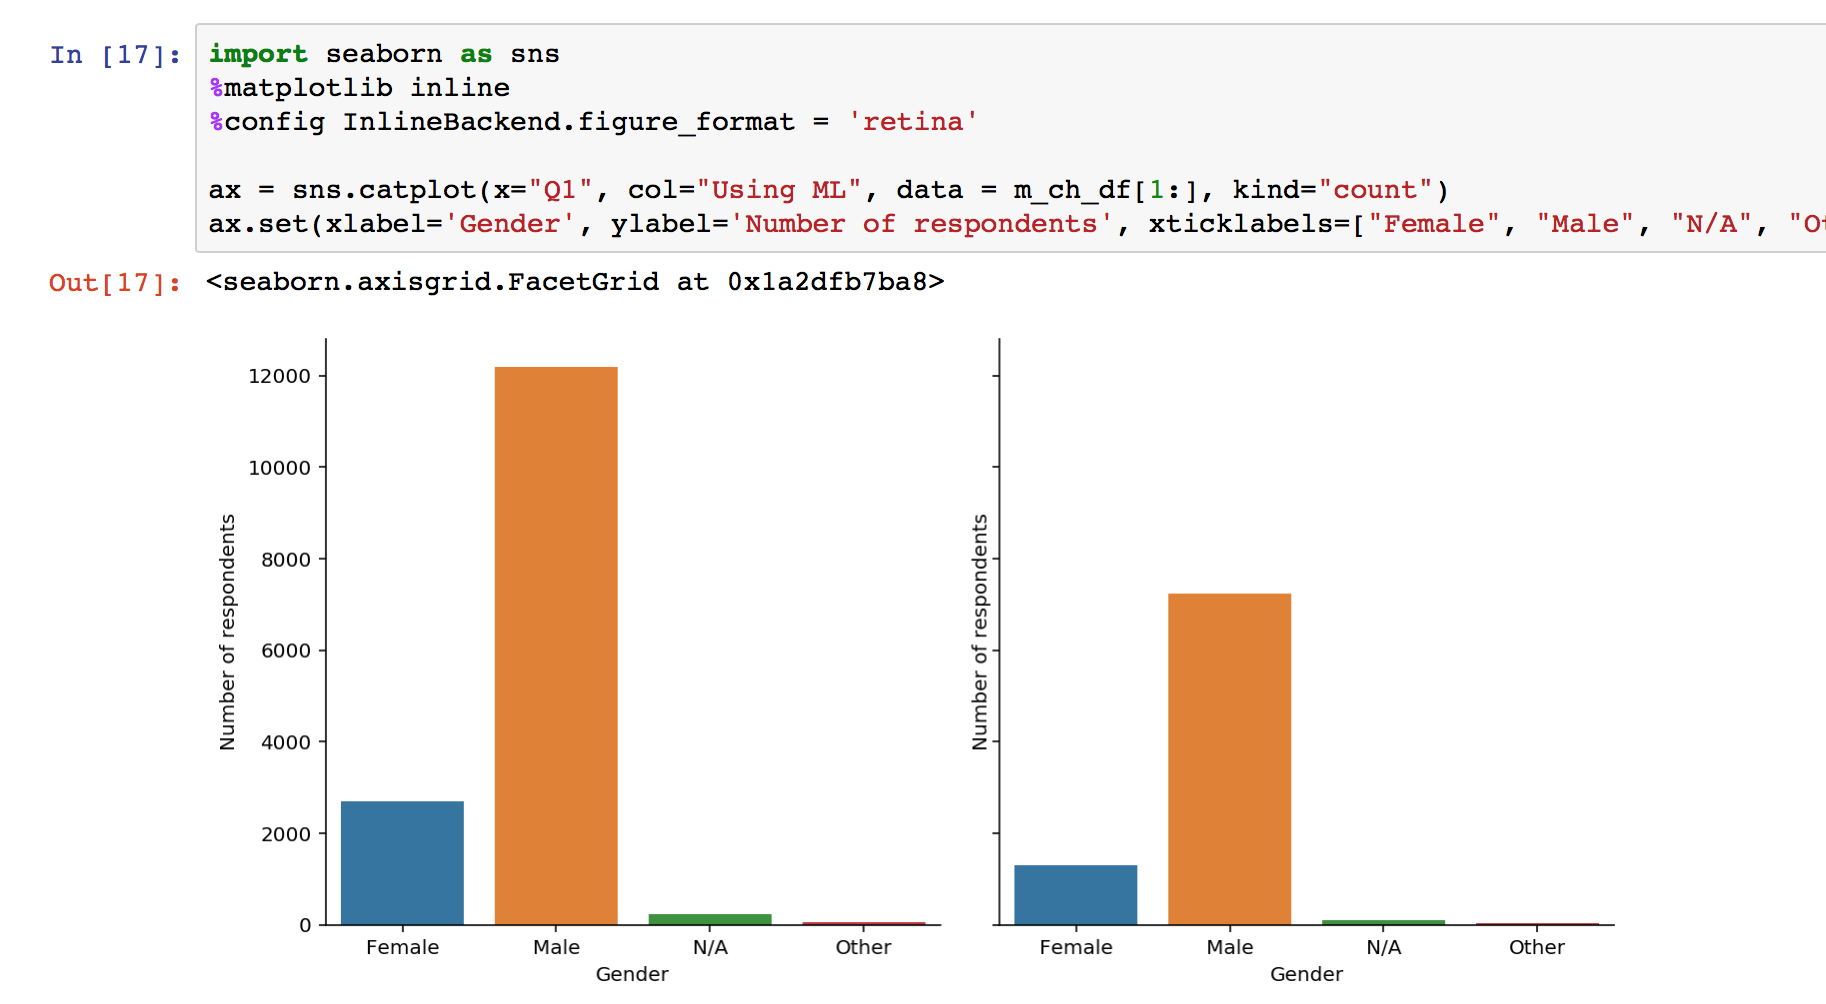 In [17]: import seaborn as sns
%matplotlib inline
%config InlineBackend.figure_format = 'retina'
ax = sns.catplot(x="Q1", col="Using ML", data = m_ch_df[1:], kind="count")
ax.set(xlabel='Gender', ylabel='Number of respondents', xticklabels=["Female", "Male", "N/A", "Ot
Out[17]: <seaborn.axisgrid.FacetGrid at 0x1a2dfb7ba8>
12000
10000
8000
6000
4000
2000
0
Number of respondents
Female Male N/A Other
Gender
Number of respondents
Female Male N/A Other
Gender